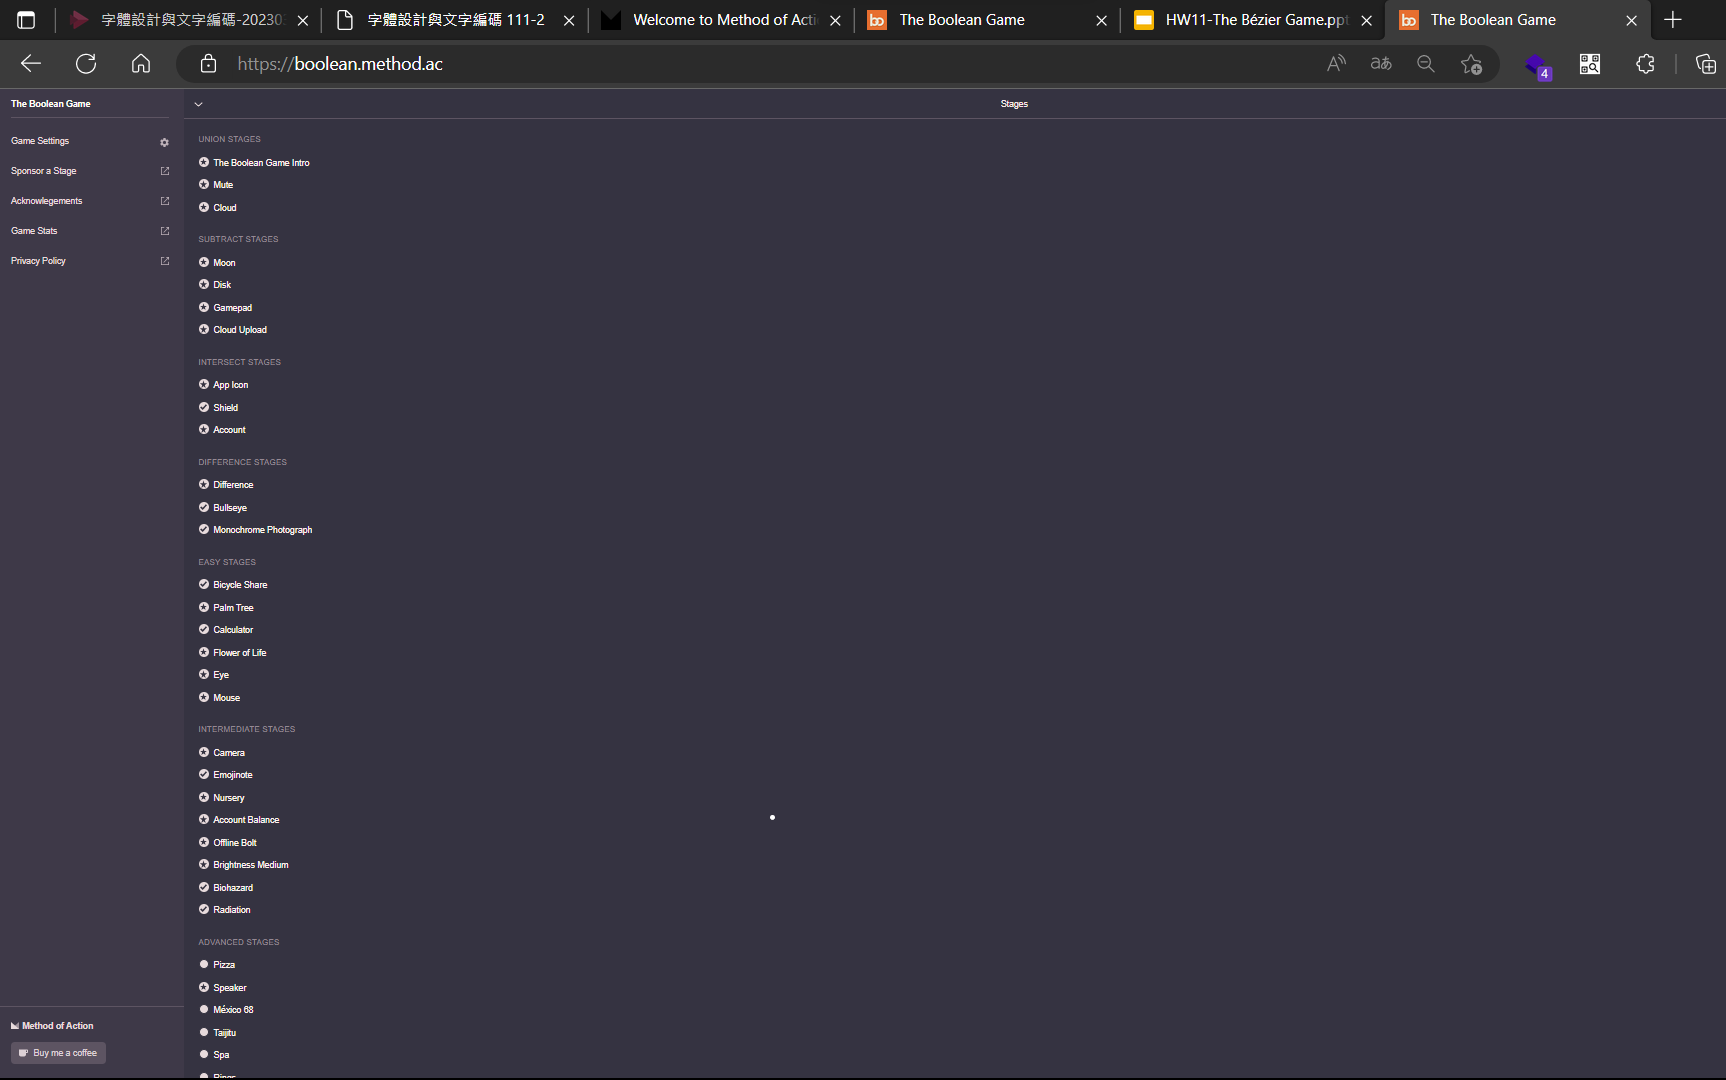 字體設計與文字編碼-20230
字體設計與文字編碼 111-2
Welcome to Method of Acti
The Boolean Game
HW11-The Bézier Game.ppt
The Boolean Game
https://boolean.method.ac
4
The Boolean Game
Stages
Game Settings
Sponsor a Stage
Acknowlegements
Game Stats
Privacy Policy
UNION STAGES
The Boolean Game Intro
Mute
Cloud
SUBTRACT STAGES
Moon
Disk
Gamepad
Cloud Upload
INTERSECT STAGES
App Icon
Shield
Account
DIFFERENCE STAGES
Difference
Bullseye
Monochrome Photograph
EASY STAGES
Bicycle Share
Palm Tree
Calculator
Flower of Life
Eye
Mouse
INTERMEDIATE STAGES
Camera
Emojinote
Nursery
Account Balance
Offline Bolt
Brightness Medium
Biohazard
Radiation
ADVANCED STAGES
Pizza
Speaker
México 68
Taijitu
Spa
Method of Action
Buy me a coffee